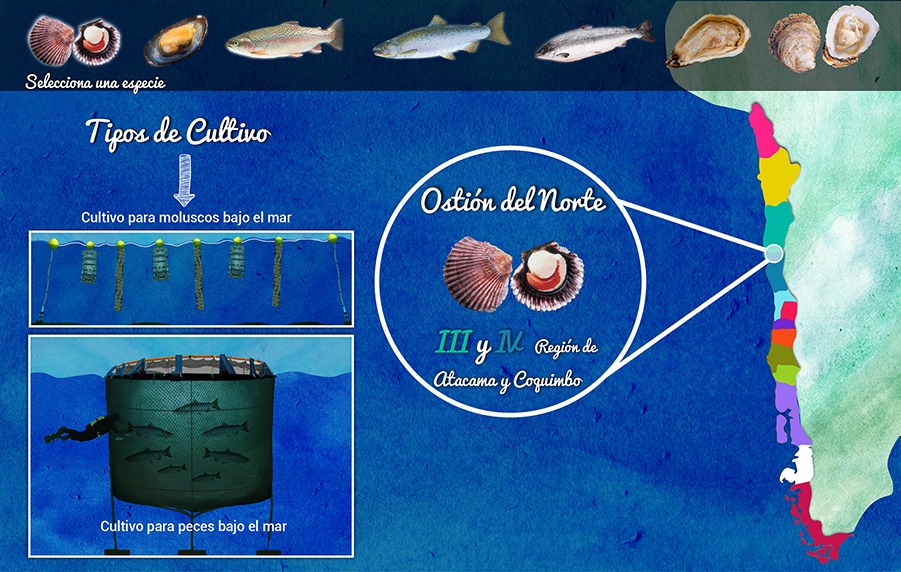 Selecciona una especie
Tipos de Cultivo
Cultivo para moluscos bajo el mar
Cultivo para peces bajo el mar
Ostión del Norte
III y IV Región de
Atacama y Coquimbo